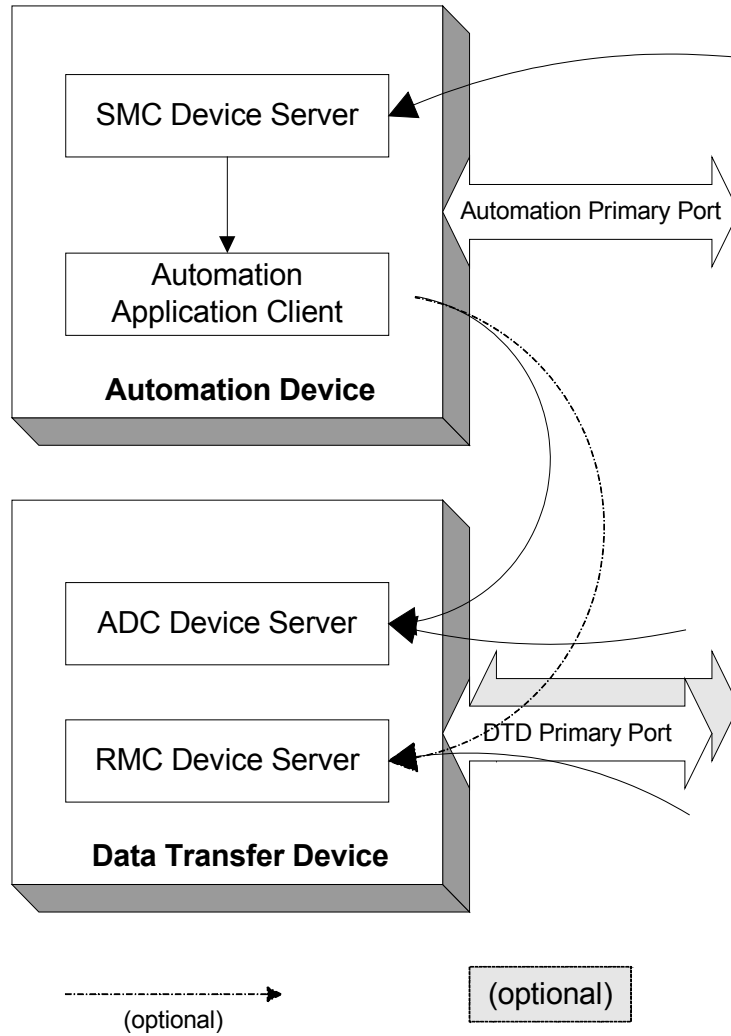 SMC Device Server
Automation Primary Port
Automation
Application Client
Automation Device
ADC Device Server
DTD Primary Port
RMC Device Server
Data Transfer Device
(optional)
(optional)